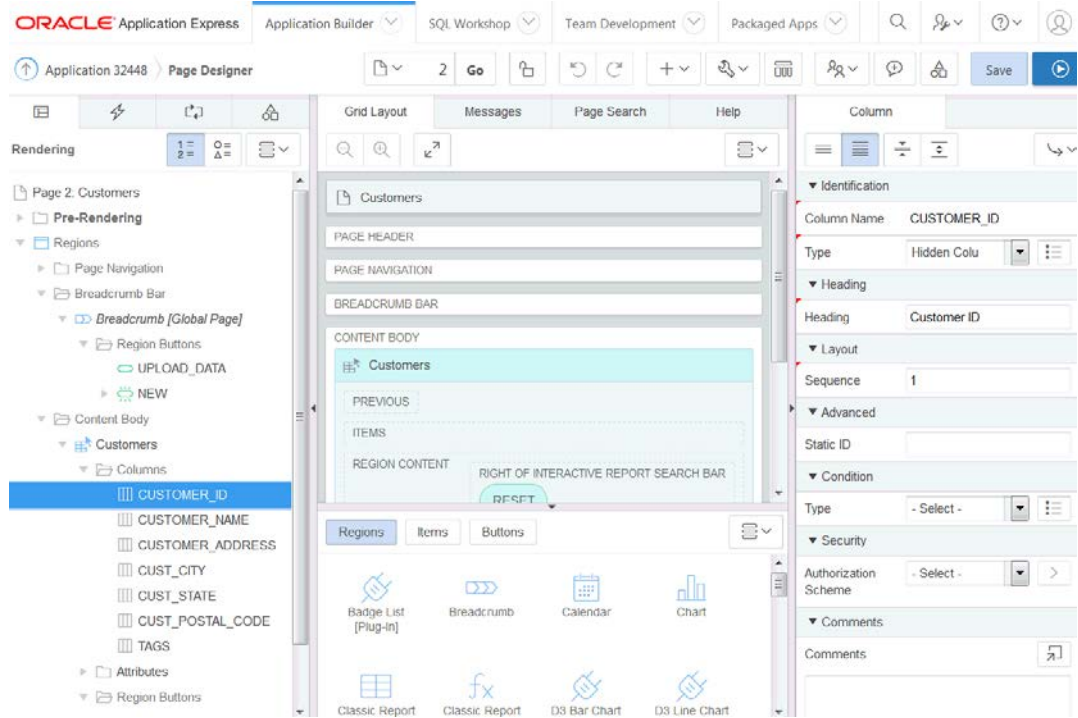 ORACLE Application Express
Application Builder
SQL Workshop
Team Development
Packaged Apps
Application 32448
Page Designer
2
Go
Save
Grid Layout
Messages
Page Search
Help
Column
Rendering
Page 2: Customers
Pre-Rendering
Regions
Page Navigation
Breadcrumb Bar
Breadcrumb [Global Page]
Region Buttons
UPLOAD_DATA
NEW
Content Body
Customers
Columns
CUSTOMER_ID
CUSTOMER_NAME
CUSTOMER_ADDRESS
CUST_CITY
CUST_STATE
CUST_POSTAL_CODE
TAGS
Attributes
Region Buttons
Customers
PAGE HEADER
PAGE NAVIGATION
BREADCRUMB BAR
CONTENT BODY
Customers
PREVIOUS
ITEMS
REGION CONTENT
RIGHT OF INTERACTIVE REPORT SEARCH BAR
RESET
Regions
Items
Buttons
Badge List
[Plug-in]
Breadcrumb
Calendar
Chart
Classic Report
Classic Report
D3 Bar Chart
D3 Line Chart
Identification
Column Name CUSTOMER_ID
Type Hidden Colu
Heading
Heading Customer ID
Layout
Sequence 1
Advanced
Static ID
Condition
Type - Select -
Security
Authorization
Scheme
- Select -
Comments
Comments